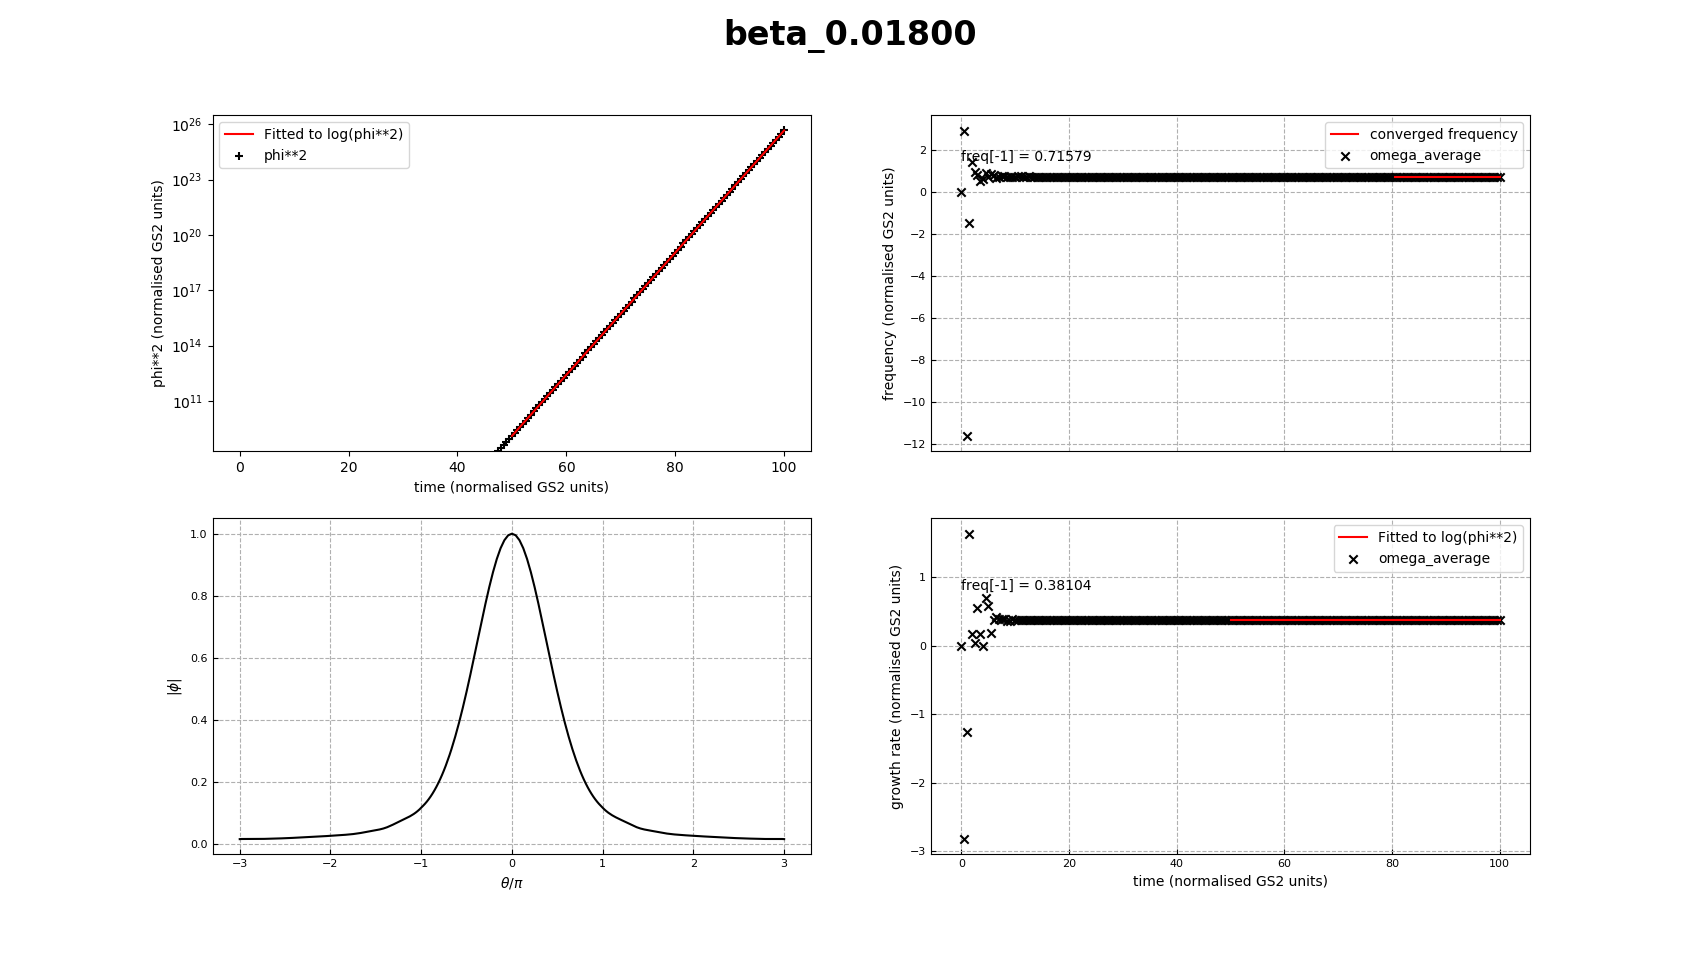 beta_0.01800
Fitted to log(phi**2)
phi**2
10^26
10^23
10^20
10^17
10^14
10^11
phi**2 (normalised GS2 units)
0 20 40 60 80 100
time (normalised GS2 units)
converged frequency
omega_average
freq[-1] = 0.71579
2
0
−2
−4
−6
−8
−10
−12
frequency (normalised GS2 units)
1.0
0.8
0.6
0.4
0.2
0.0
|ϕ|
−3 −2 −1 0 1 2 3
θ/π
Fitted to log(phi**2)
omega_average
freq[-1] = 0.38104
1
0
−1
−2
−3
growth rate (normalised GS2 units)
0 20 40 60 80 100
time (normalised GS2 units)